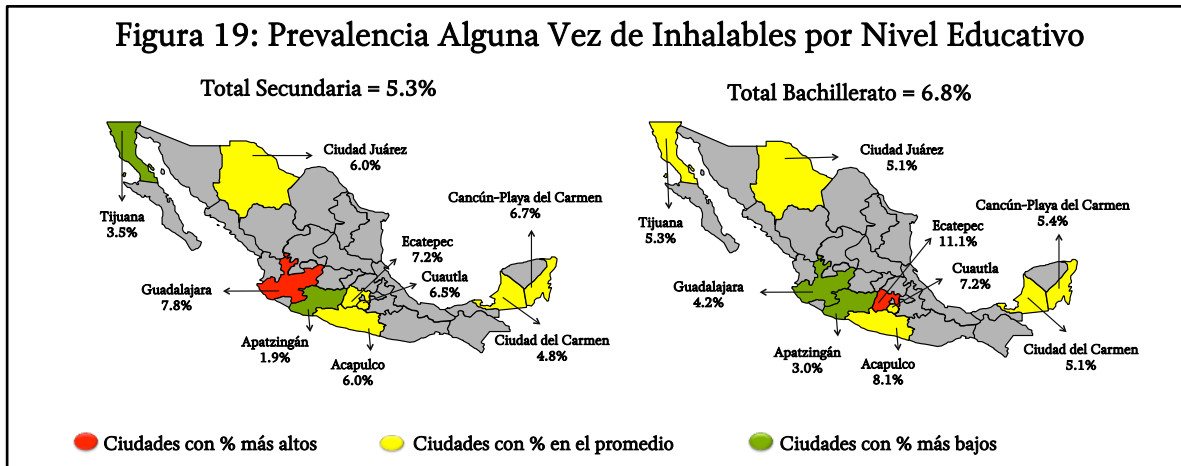 Figura 19: Prevalencia Alguna Vez de Inhalables por Nivel Educativo
Total Secundaria = 5.3%
Ciudad Juárez
6.0%
Cancún-Playa del Carmen
6.7%
Tijuana
3.5%
Ecatepec
7.2%
Cuautla
6.5%
Guadalajara
7.8%
Ciudad del Carmen
4.8%
Apatzingán
1.9%
Acapulco
6.0%
Total Bachillerato = 6.8%
Ciudad Juárez
5.1%
Cancún-Playa del Carmen
5.4%
Tijuana
5.3%
Ecatepec
11.1%
Cuautla
7.2%
Guadalajara
4.2%
Ciudad del Carmen
5.1%
Apatzingán
3.0%
Acapulco
8.1%
Ciudades con % más altos
Ciudades con % en el promedio
Ciudades con % más bajos